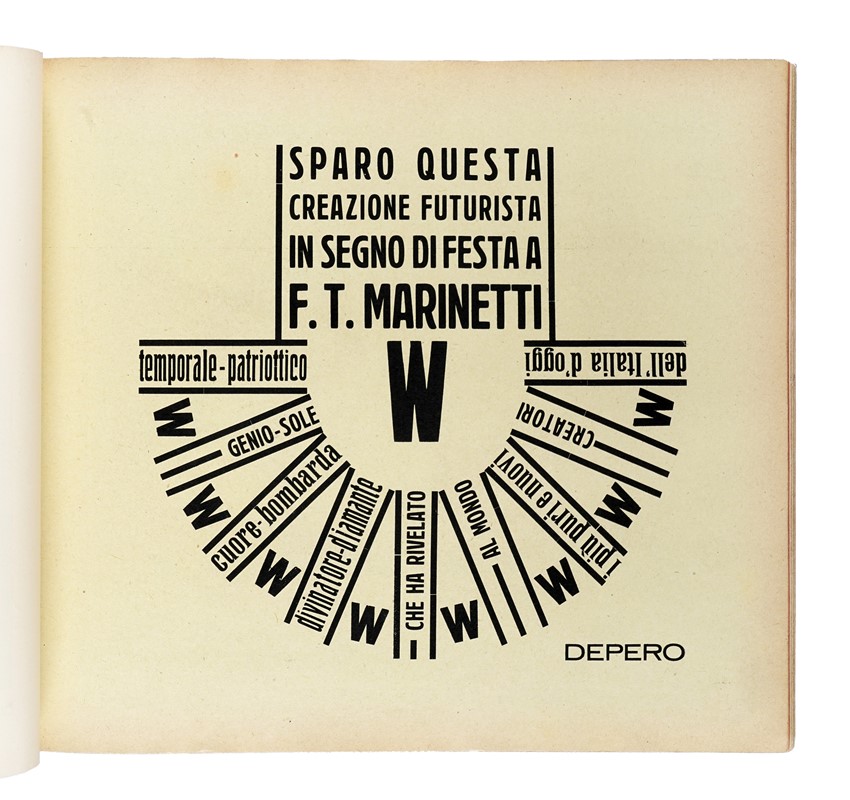 SPARO QUESTA
CREAZIONE FUTURISTA
IN SEGNO DI FESTA A
F. T. MARINETTI
W
temporale-patriottico
W
GENIO-SOLE
W
cuore-bombarda
W
divinatore-diamante
W
CHE HA RIVELATO
W
AL MONDO
W
i più puri e nuovi
W
CREATORI
W
dell'Italia d'oggi
DEPERO